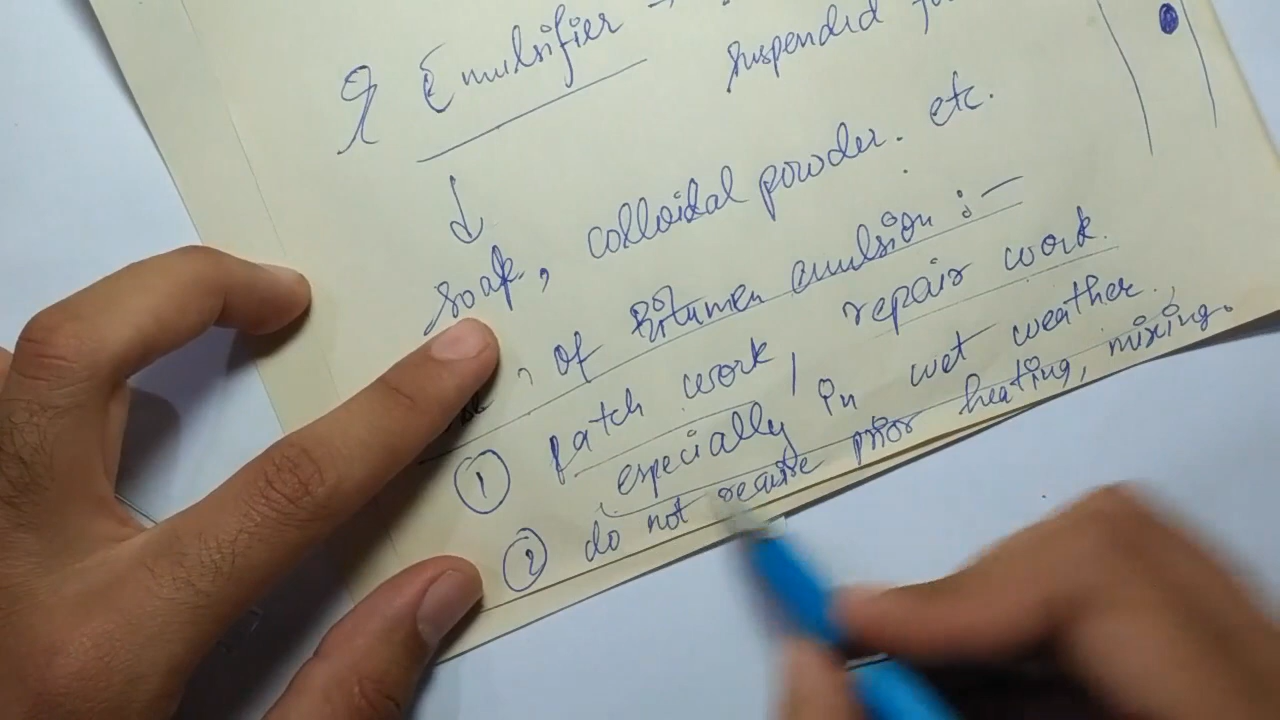 Emulsifier →
suspended
↓
soap, colloidal powder. etc.
of Bitumen emulsion :-
① patch work / repair work.
especially in wet weather.
② do not reauire prior heating, mixing.